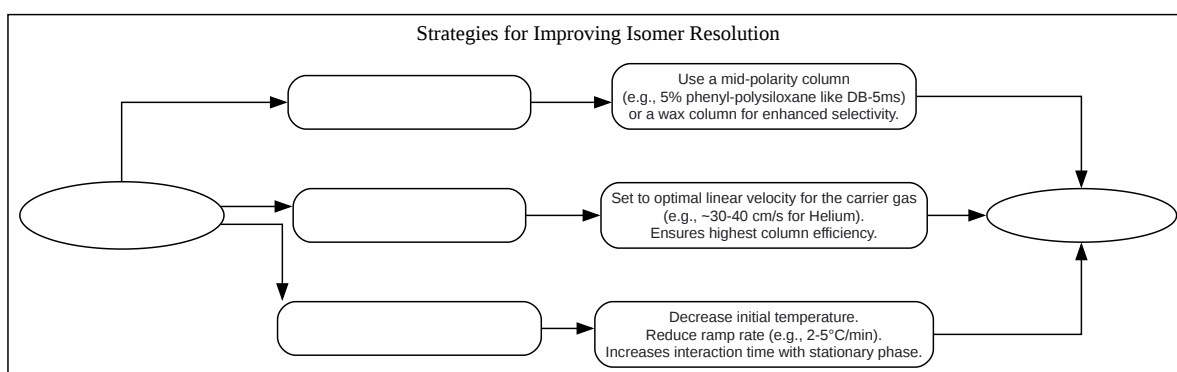 Strategies for Improving Isomer Resolution
Use a mid-polarity column
(e.g., 5% phenyl-polysiloxane like DB-5ms)
or a wax column for enhanced selectivity.
Set to optimal linear velocity for the carrier gas
(e.g., ~30-40 cm/s for Helium).
Ensures highest column efficiency.
Decrease initial temperature.
Reduce ramp rate (e.g., 2-5°C/min).
Increases interaction time with stationary phase.